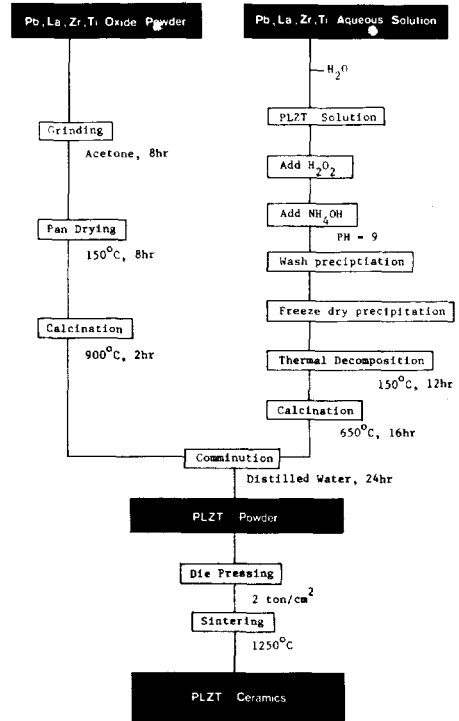 Pb,La,Zr,Ti Oxide Powder
Pb,La,Zr,Ti Aqueous Solution
H2O
Grinding
Acetone, 8hr
PLZT Solution
Add H2O2
Add NH4OH
PH = 9
Pan Drying
150°C, 8hr
Wash preciptiation
Freeze dry precipitation
Calcination
900°C, 2hr
Thermal Decomposition
150°C, 12hr
Calcination
650°C, 16hr
Comminution
Distilled Water, 24hr
PLZT Powder
Die Pressing
2 ton/cm2
Sintering
1250°C
PLZT Ceramics